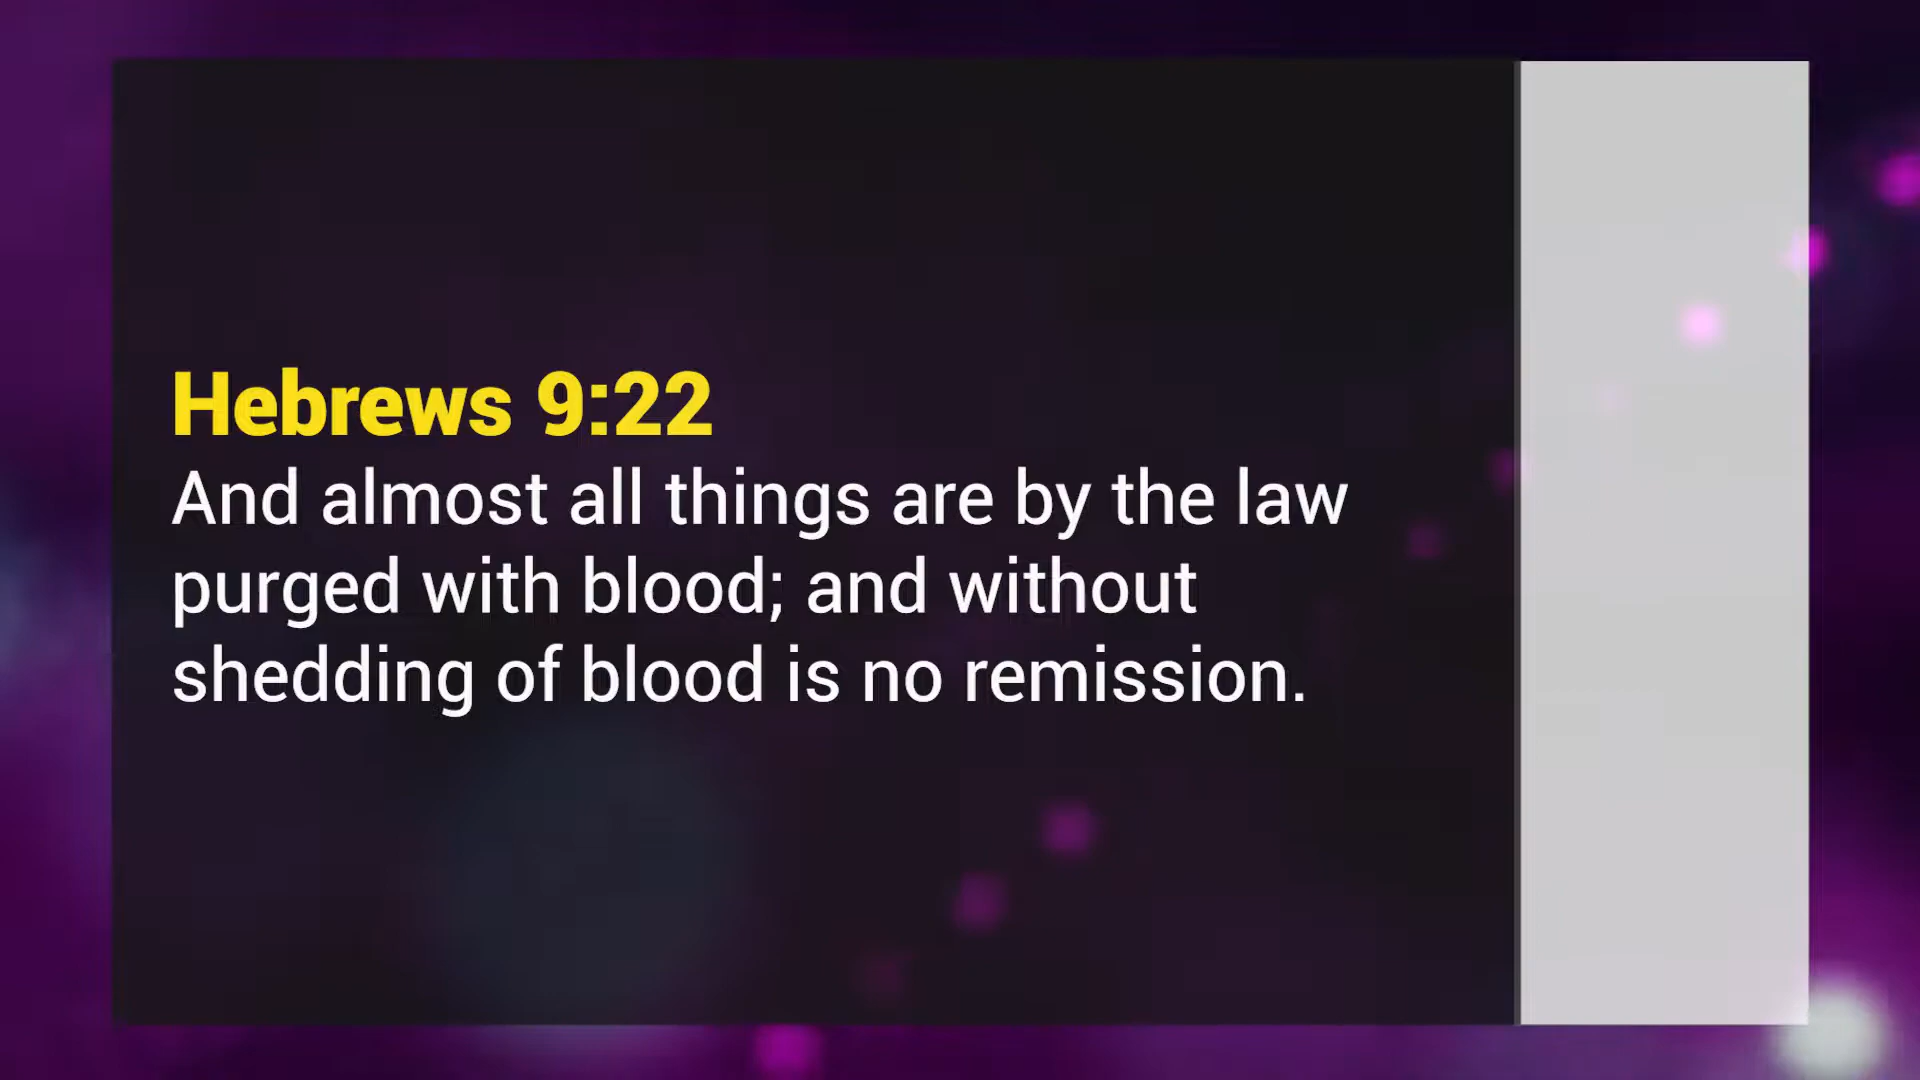 Hebrews 9:22
And almost all things are by the law
purged with blood; and without
shedding of blood is no remission.